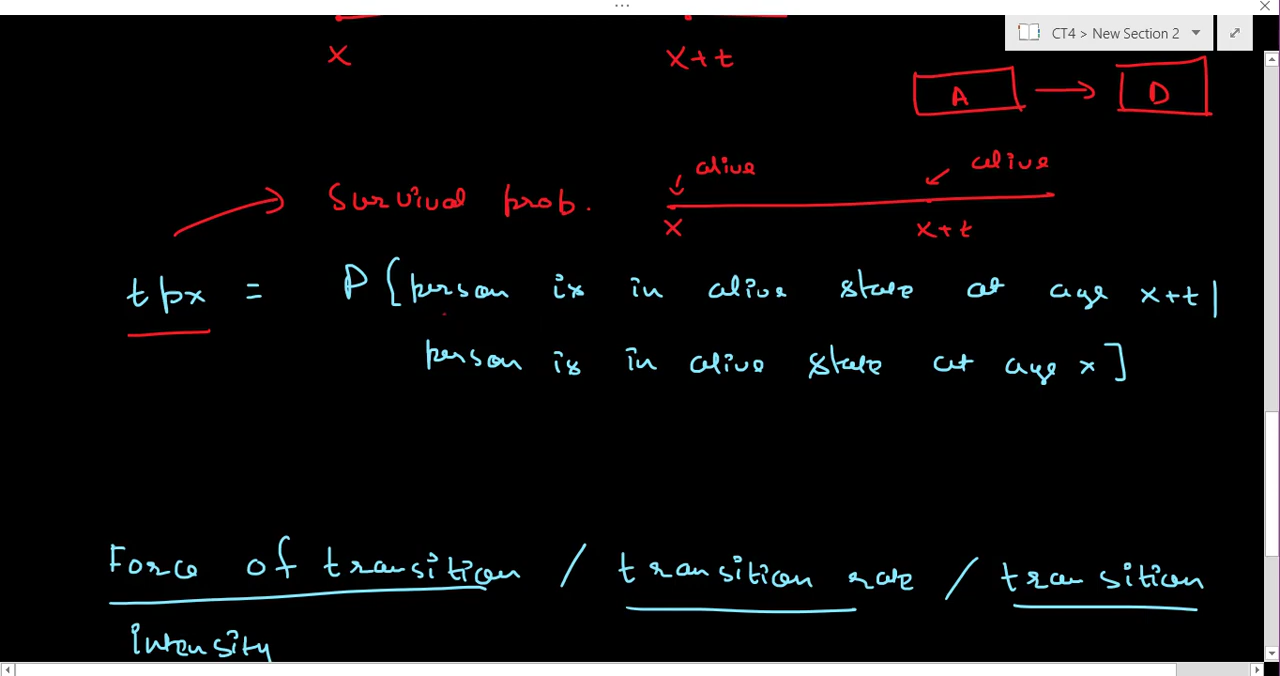 ...
CT4 > New Section 2
x x+t
A → D
alive alive
Survival prob.
x x+t
tpx = P{person is in alive state at age x+t|
person is in alive state at age x]
Force of transition / transition rate / transition
intensity